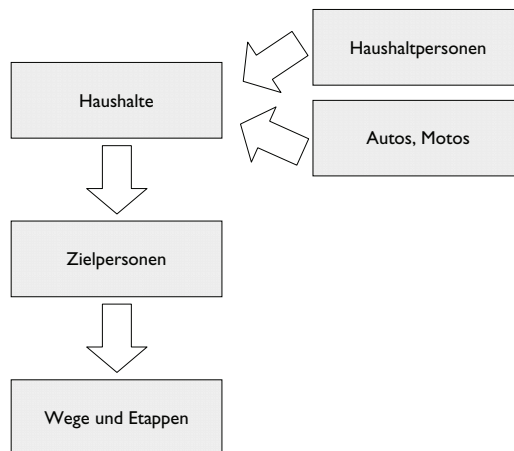 Haushaltpersonen
Haushalte
Autos, Motos
Zielpersonen
Wege und Etappen